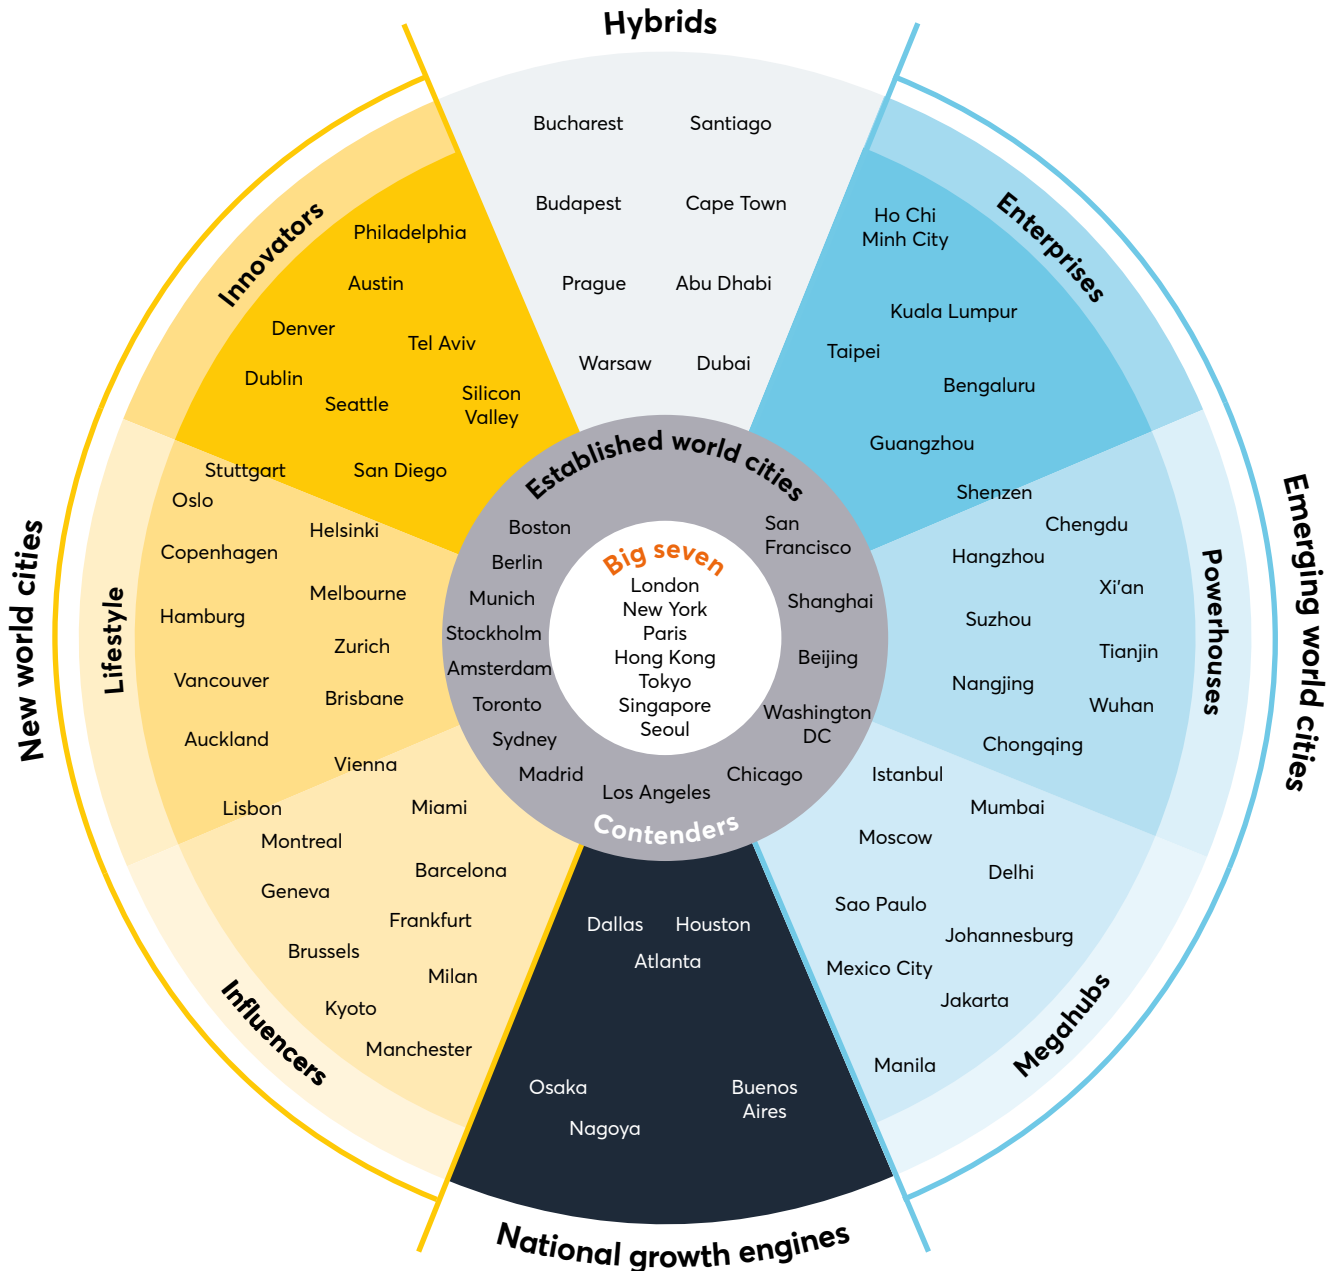 Hybrids
Bucharest
Santiago
Budapest
Cape Town
Prague
Abu Dhabi
Warsaw
Dubai
New world cities
Innovators
Philadelphia
Austin
Denver
Tel Aviv
Dublin
Seattle
Silicon
Valley
Stuttgart
San Diego
Lifestyle
Oslo
Helsinki
Copenhagen
Melbourne
Hamburg
Zurich
Vancouver
Brisbane
Auckland
Vienna
Lisbon
Influencers
Miami
Montreal
Barcelona
Geneva
Frankfurt
Brussels
Milan
Kyoto
Manchester
Established world cities
Boston
Berlin
Munich
Stockholm
Amsterdam
Toronto
Sydney
Madrid
Los Angeles
Chicago
Washington
DC
Beijing
Shanghai
San
Francisco
Contenders
Big seven
London
New York
Paris
Hong Kong
Tokyo
Singapore
Seoul
Emerging world cities
Enterprises
Ho Chi
Minh City
Kuala Lumpur
Taipei
Bengaluru
Guangzhou
Shenzen
Powerhouses
Chengdu
Hangzhou
Xi'an
Suzhou
Tianjin
Nangjing
Wuhan
Chongqing
Megahubs
Istanbul
Mumbai
Moscow
Delhi
Sao Paulo
Johannesburg
Mexico City
Jakarta
Manila
Dallas
Houston
Atlanta
Osaka
Buenos
Aires
Nagoya
National growth engines